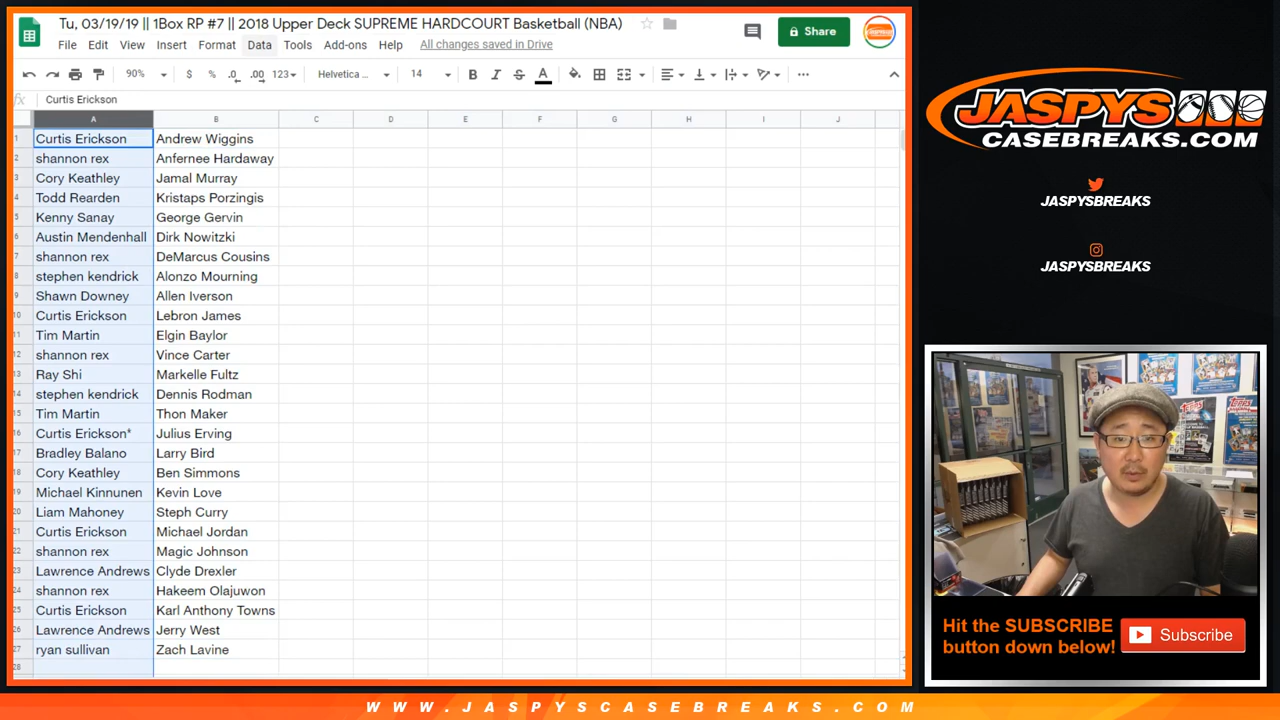 Tu, 03/19/19 || 1Box RP #7 || 2018 Upper Deck SUPREME HARDCOURT Basketball (NBA)
Share
File Edit View Insert Format Data Tools Add-ons Help All changes saved in Drive
90% $ % .0 .00 123 Helvetica ... 14 B I S A
fx Curtis Erickson
A B C D E F G H I J
1 Curtis Erickson Andrew Wiggins
2 shannon rex Anfernee Hardaway
3 Cory Keathley Jamal Murray
4 Todd Rearden Kristaps Porzingis
5 Kenny Sanay George Gervin
6 Austin Mendenhall Dirk Nowitzki
7 shannon rex DeMarcus Cousins
8 stephen kendrick Alonzo Mourning
9 Shawn Downey Allen Iverson
10 Curtis Erickson Lebron James
11 Tim Martin Elgin Baylor
12 shannon rex Vince Carter
13 Ray Shi Markelle Fultz
14 stephen kendrick Dennis Rodman
15 Tim Martin Thon Maker
16 Curtis Erickson* Julius Erving
17 Bradley Balano Larry Bird
18 Cory Keathley Ben Simmons
19 Michael Kinnunen Kevin Love
20 Liam Mahoney Steph Curry
21 Curtis Erickson Michael Jordan
22 shannon rex Magic Johnson
23 Lawrence Andrews Clyde Drexler
24 shannon rex Hakeem Olajuwon
25 Curtis Erickson Karl Anthony Towns
26 Lawrence Andrews Jerry West
27 ryan sullivan Zach Lavine
28
JASPYS
CASEBREAKS.COM
JASPYSBREAKS
JASPYSBREAKS
TOPPS
Hit the SUBSCRIBE
button down below!
Subscribe
WWW.JASPYSCASEBREAKS.COM